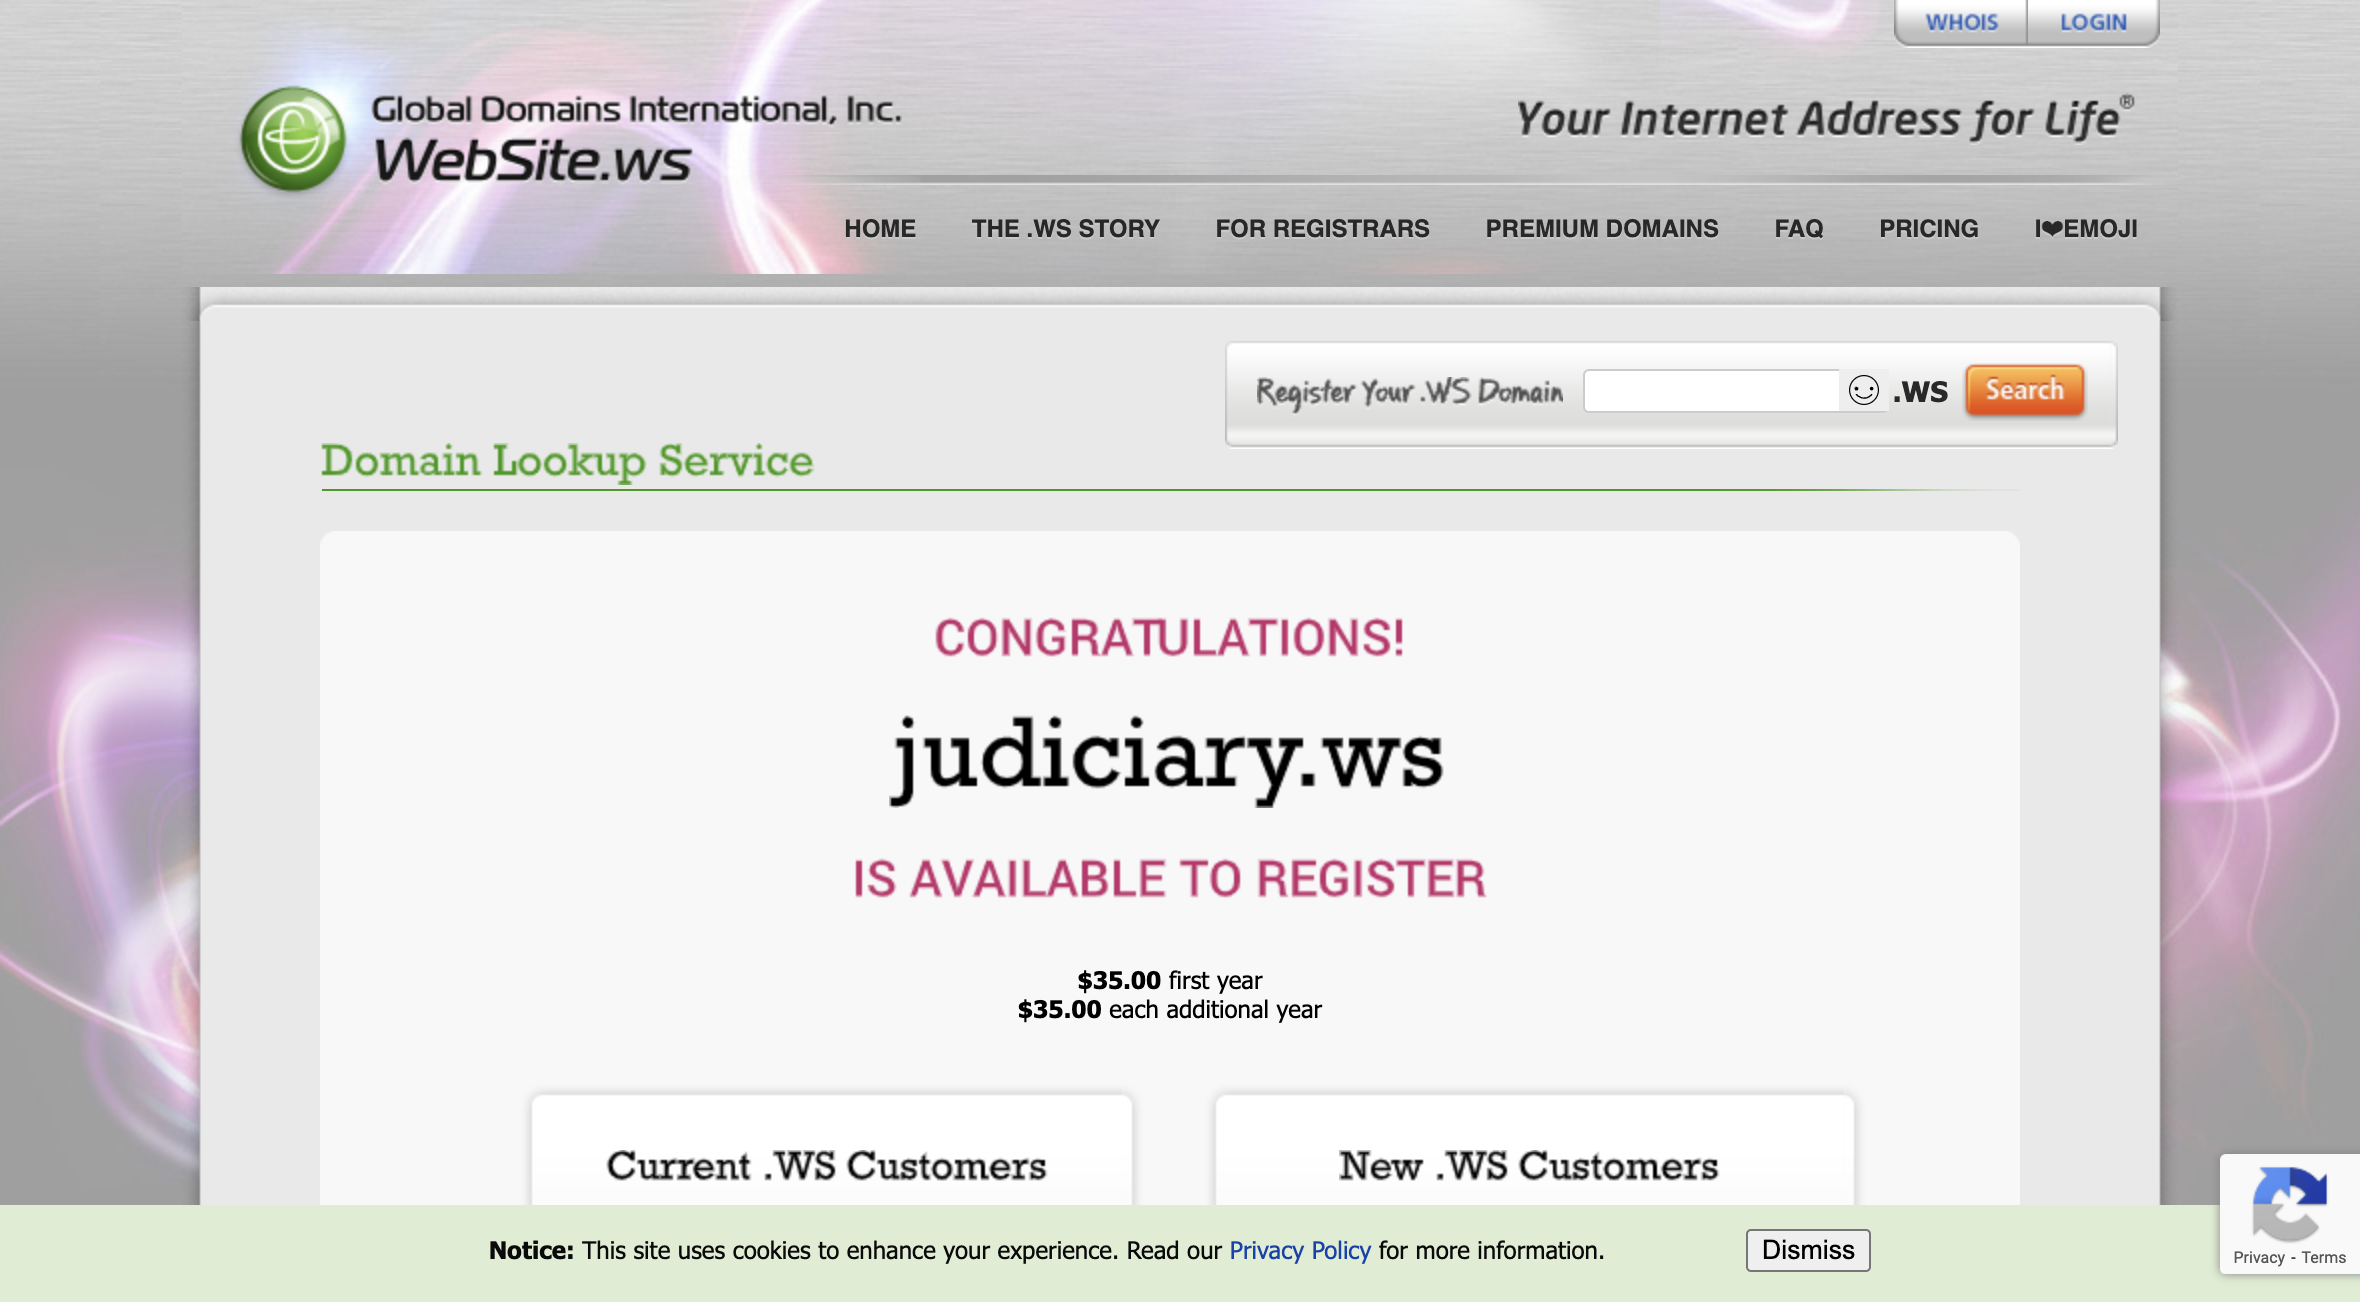 WHOIS LOGIN
Global Domains International, Inc.
WebSite.ws
Your Internet Address for Life®
HOME THE .WS STORY FOR REGISTRARS PREMIUM DOMAINS FAQ PRICING I❤EMOJI
Register Your .WS Domain .ws Search
Domain Lookup Service
CONGRATULATIONS!
judiciary.ws
IS AVAILABLE TO REGISTER
$35.00 first year
$35.00 each additional year
Current .WS Customers New .WS Customers
Notice: This site uses cookies to enhance your experience. Read our Privacy Policy for more information. Dismiss
Privacy - Terms